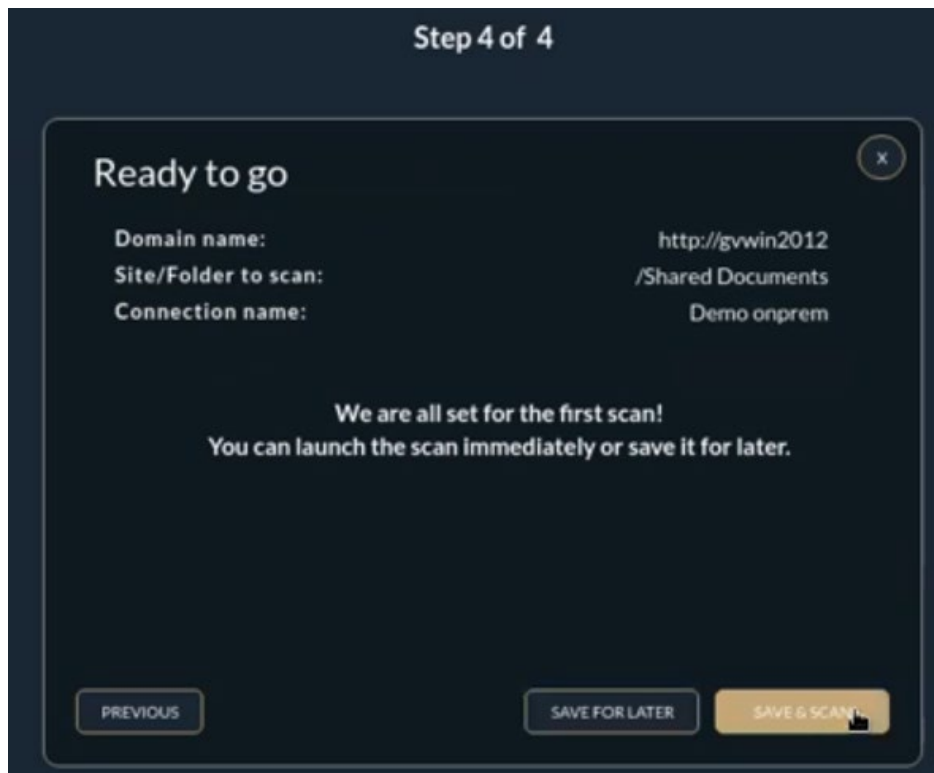 Step 4 of 4
Ready to go
X
Domain name: http://gvwin2012
Site/Folder to scan: /Shared Documents
Connection name: Demo onprem
We are all set for the first scan!
You can launch the scan immediately or save it for later.
PREVIOUS SAVE FOR LATER SAVE & SCAN